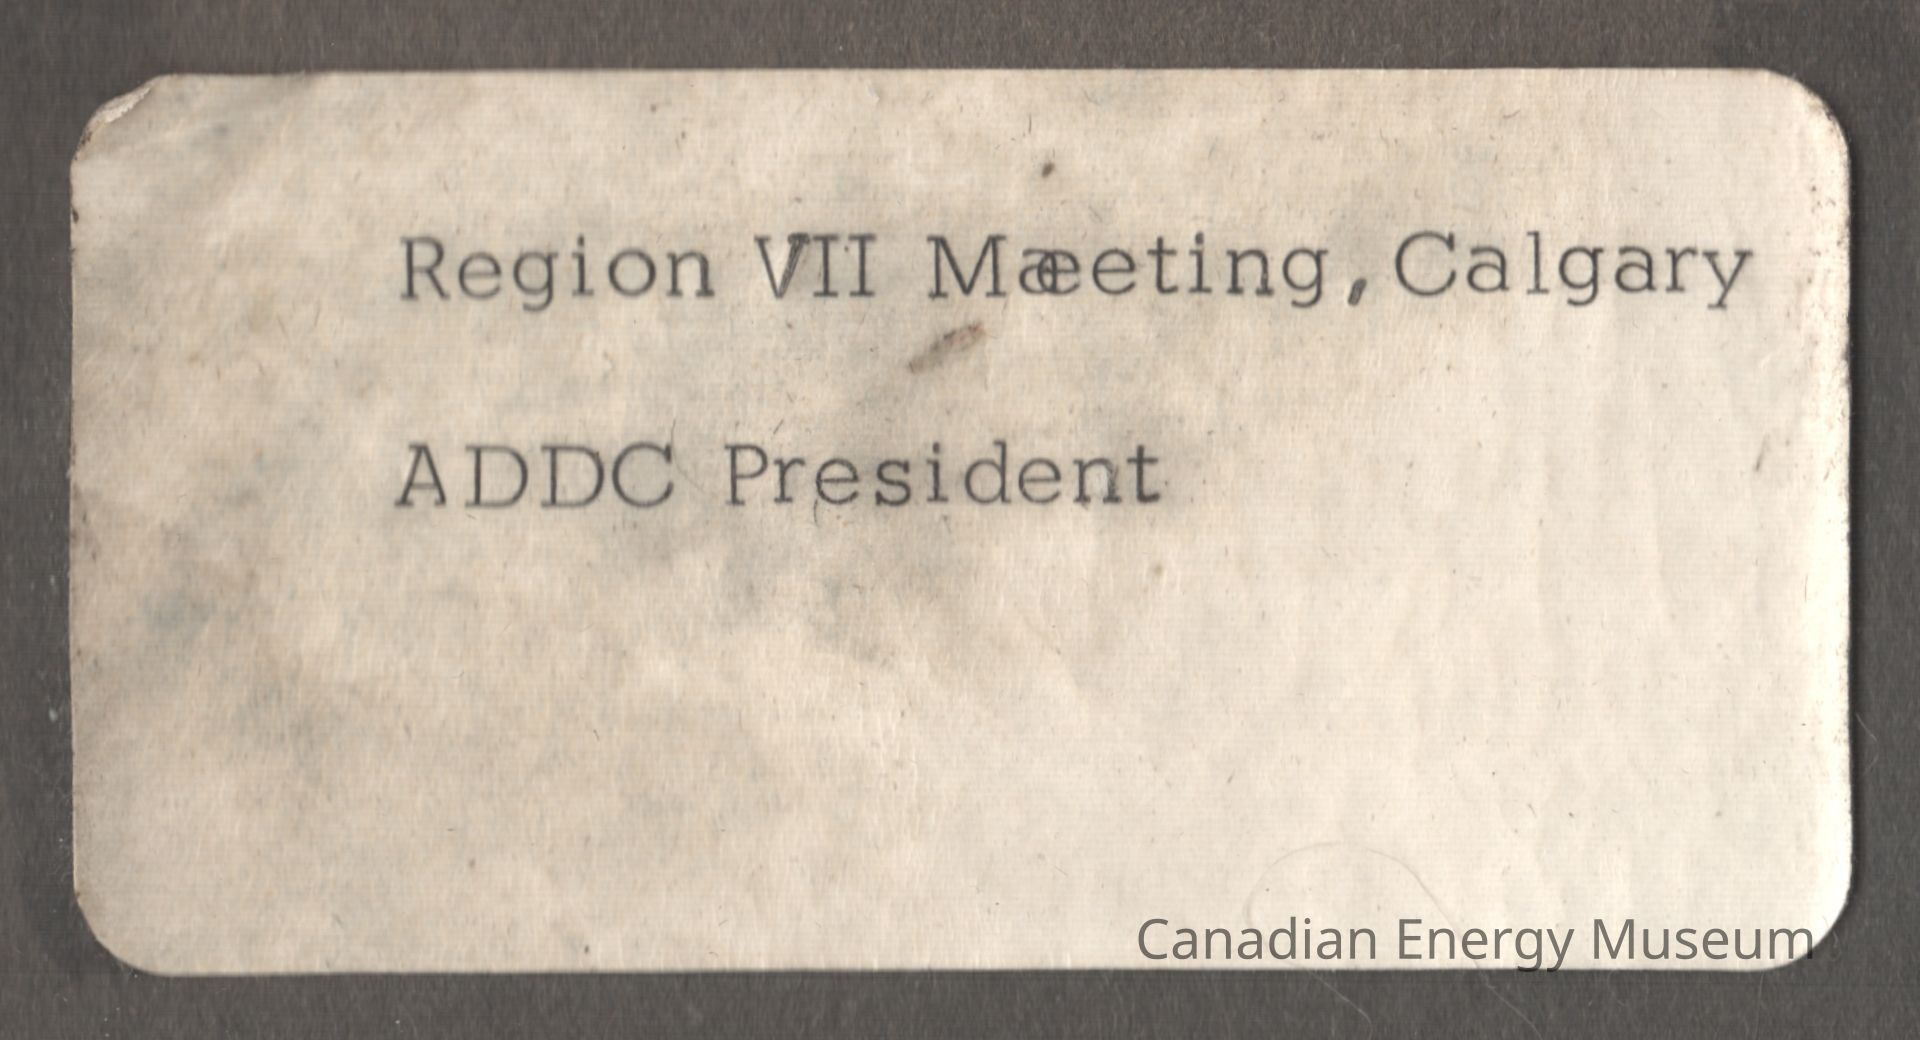 Region VII Mæeting, Calgary
ADDC President
Canadian Energy Museum